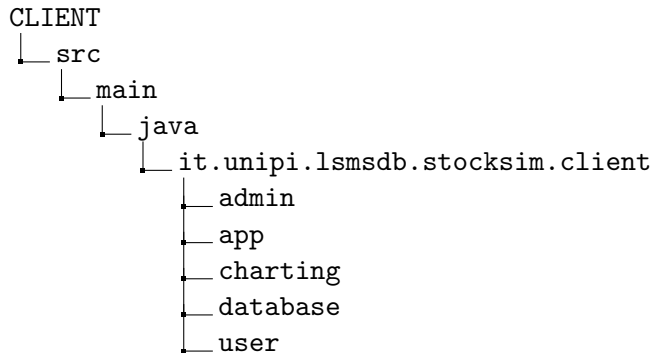 CLIENT
src
main
java
it.unipi.lsmsdb.stocksim.client
admin
app
charting
database
user